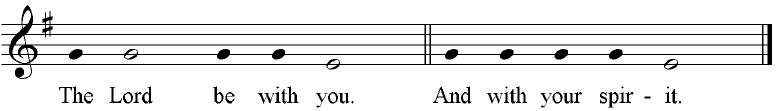 The Lord be with you. And with your spir - it.